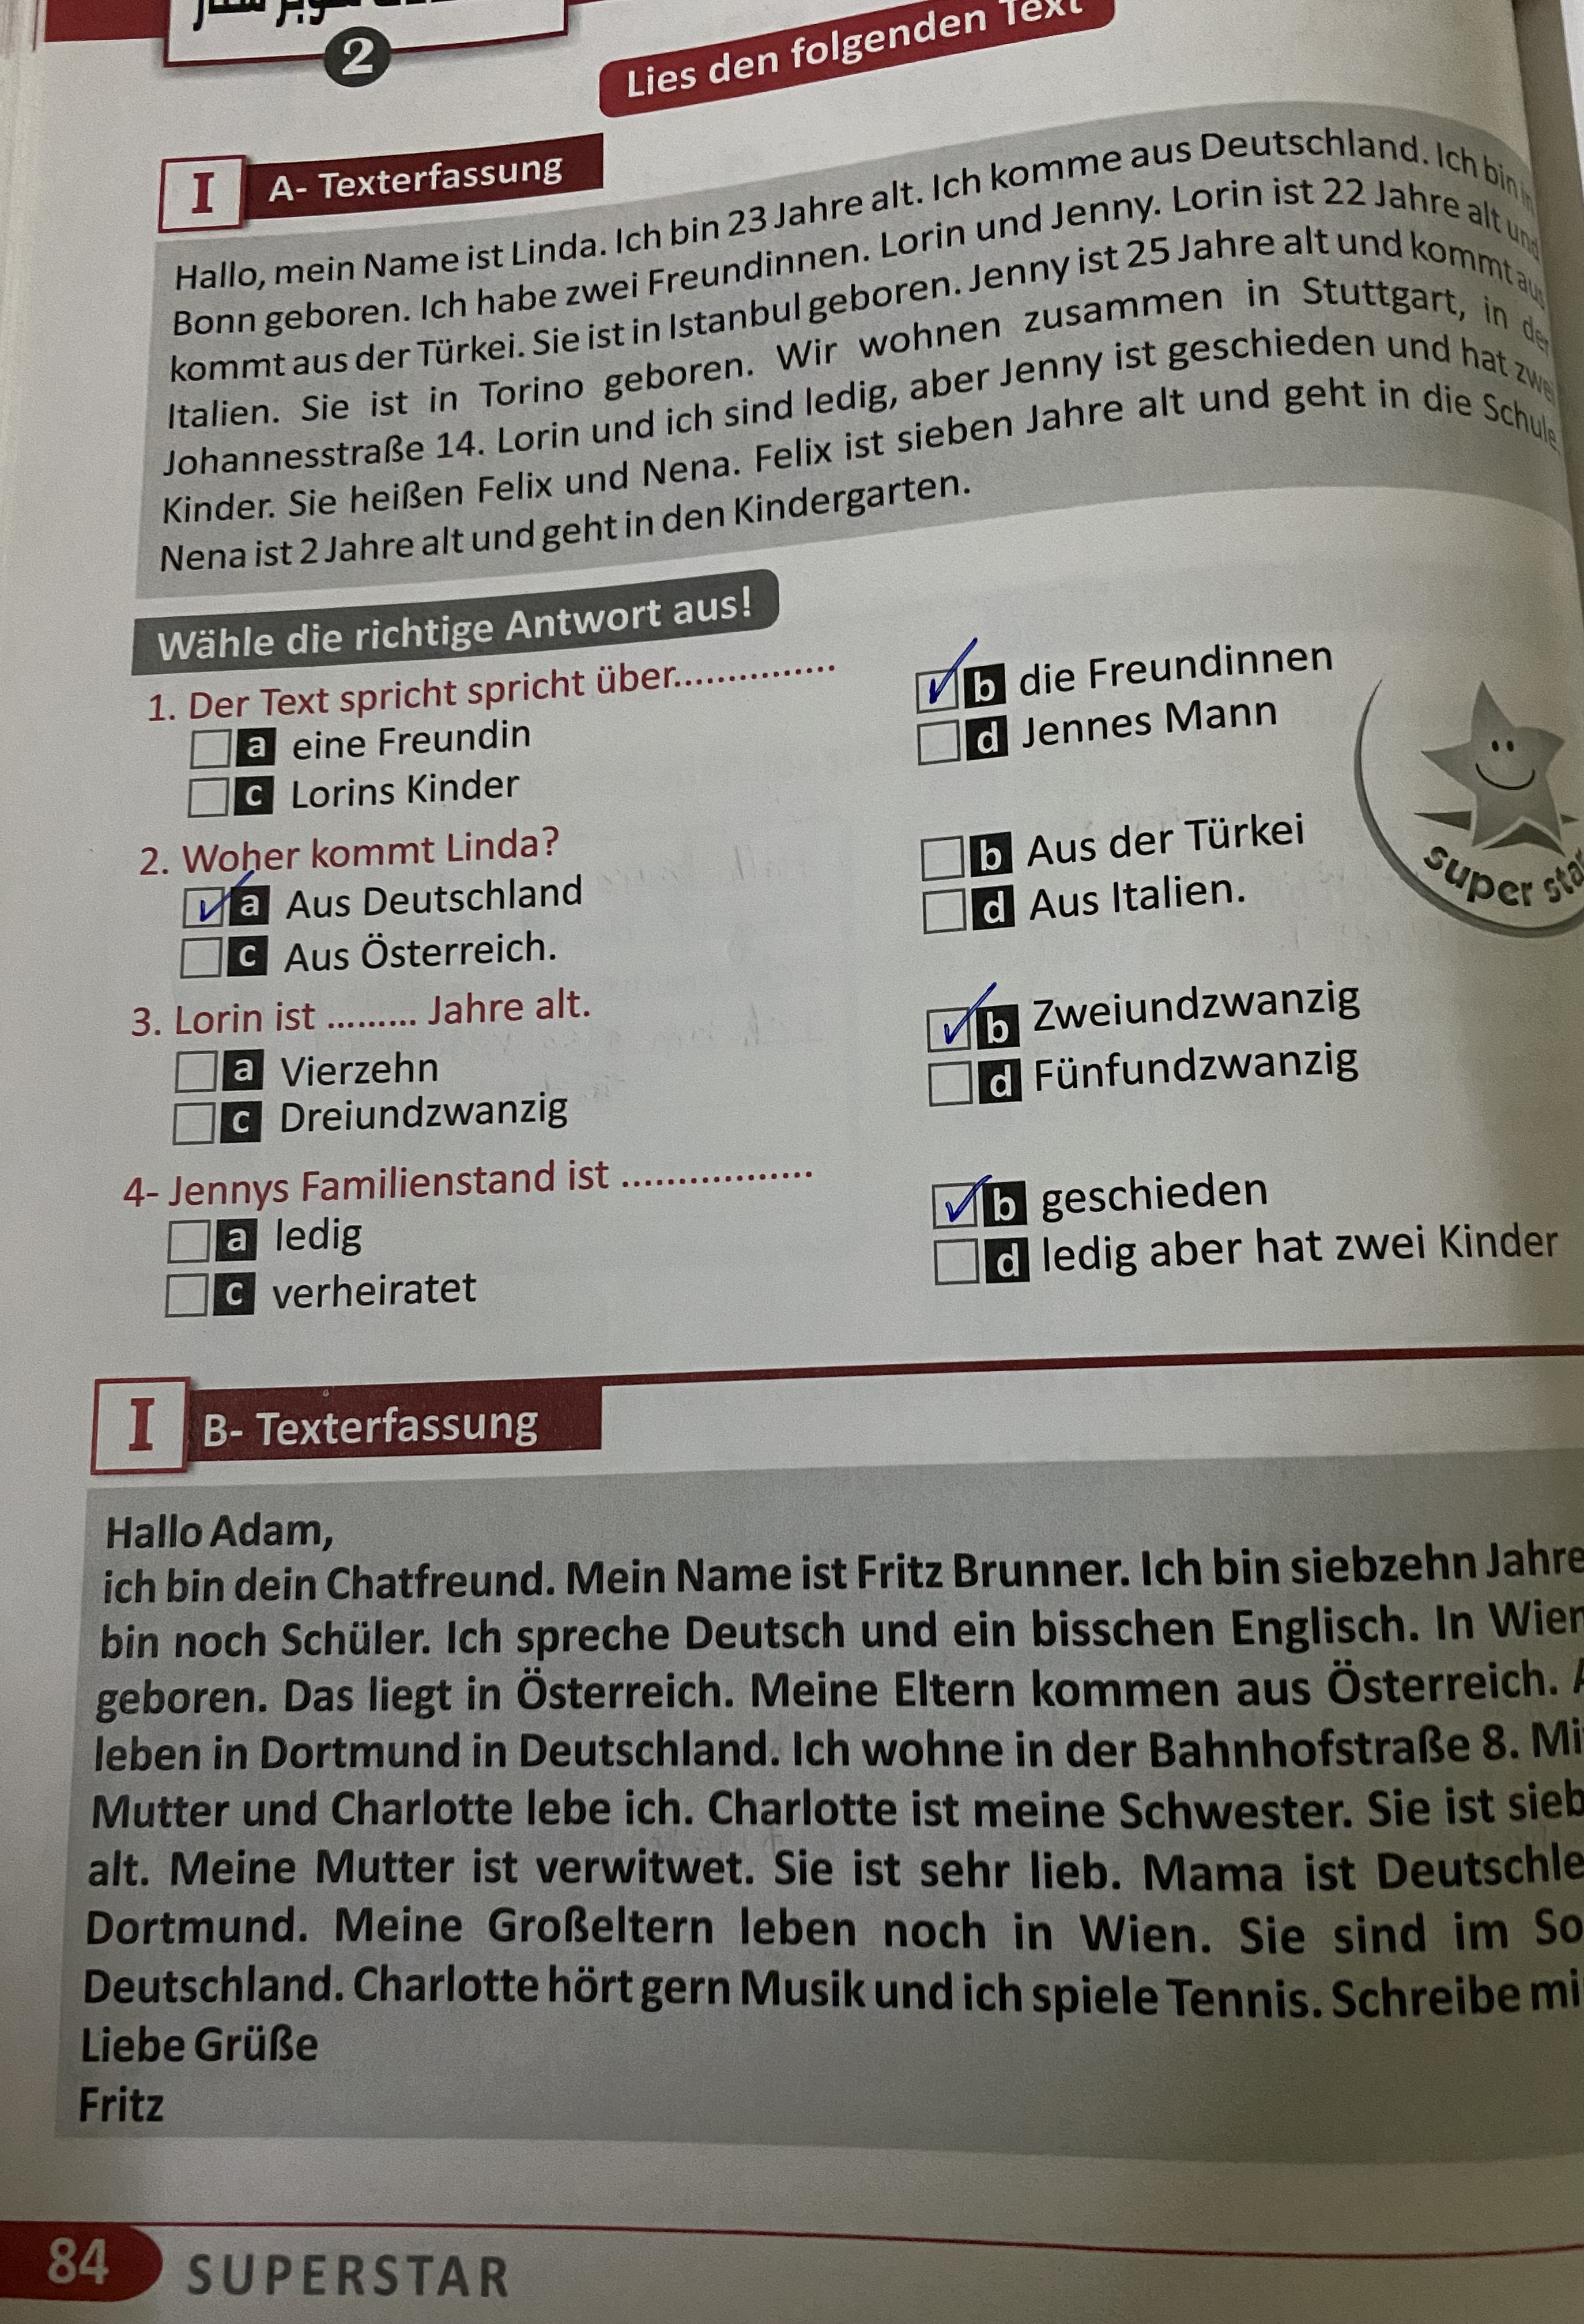 2
Lies den folgenden Text
I A- Texterfassung
Hallo, mein Name ist Linda. Ich bin 23 Jahre alt. Ich komme aus Deutschland. Ich bin in
Bonn geboren. Ich habe zwei Freundinnen. Lorin und Jenny. Lorin ist 22 Jahre alt und
kommt aus der Türkei. Sie ist in Istanbul geboren. Jenny ist 25 Jahre alt und kommt aus
Italien. Sie ist in Torino geboren. Wir wohnen zusammen in Stuttgart, in der
Johannesstraße 14. Lorin und ich sind ledig, aber Jenny ist geschieden und hat zwei
Kinder. Sie heißen Felix und Nena. Felix ist sieben Jahre alt und geht in die Schule
Nena ist 2 Jahre alt und geht in den Kindergarten.
Wähle die richtige Antwort aus!
1. Der Text spricht spricht über...............
a eine Freundin
b die Freundinnen
c Lorins Kinder
d Jennes Mann
2. Woher kommt Linda?
a Aus Deutschland
b Aus der Türkei
c Aus Österreich.
d Aus Italien.
super star
3. Lorin ist ......... Jahre alt.
a Vierzehn
b Zweiundzwanzig
c Dreiundzwanzig
d Fünfundzwanzig
4- Jennys Familienstand ist .................
a ledig
b geschieden
c verheiratet
d ledig aber hat zwei Kinder
I B- Texterfassung
Hallo Adam,
ich bin dein Chatfreund. Mein Name ist Fritz Brunner. Ich bin siebzehn Jahre
bin noch Schüler. Ich spreche Deutsch und ein bisschen Englisch. In Wien
geboren. Das liegt in Österreich. Meine Eltern kommen aus Österreich.
leben in Dortmund in Deutschland. Ich wohne in der Bahnhofstraße 8. Mi
Mutter und Charlotte lebe ich. Charlotte ist meine Schwester. Sie ist sieb
alt. Meine Mutter ist verwitwet. Sie ist sehr lieb. Mama ist Deutschle
Dortmund. Meine Großeltern leben noch in Wien. Sie sind im So
Deutschland. Charlotte hört gern Musik und ich spiele Tennis. Schreibe mi
Liebe Grüße
Fritz
84 SUPERSTAR